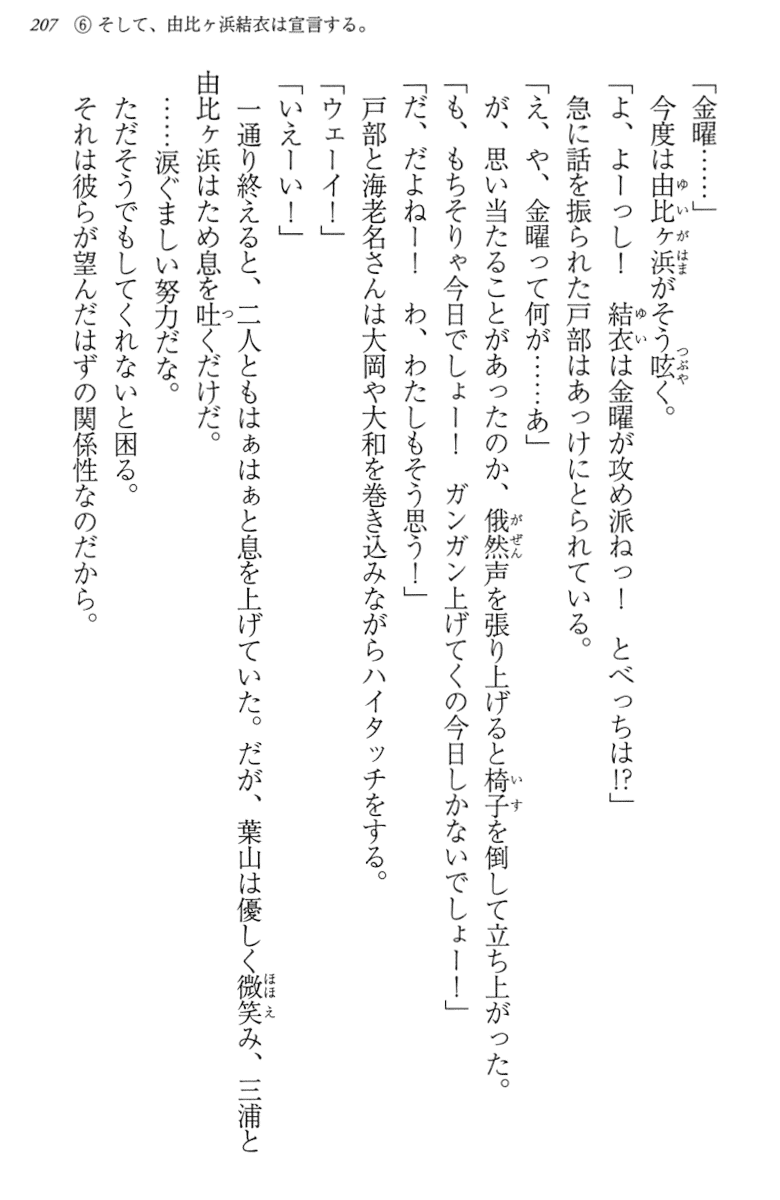 207 ⑥そして、由比ヶ浜結衣は宣言する。
「金曜……」
今度は由比ヶ浜がそう呟く。
「よ、よーっし！　結衣は金曜が攻め派ねっ！　とべっちは!?」
急に話を振られた戸部はあっけにとられている。
「え、や、金曜って何が……あ」
が、思い当たることがあったのか、俄然声を張り上げると椅子を倒して立ち上がった。
「も、もちそりゃ今日でしょー！　ガンガン上げてくの今日しかないでしょー！」
「だ、だよねー！　わ、わたしもそう思う！」
戸部と海老名さんは大岡や大和を巻き込みながらハイタッチをする。
「ウェーイ！」
「いえーい！」
一通り終えると、二人ともはぁはぁと息を上げていた。だが、葉山は優しく微笑み、三浦と
由比ヶ浜はため息を吐くだけだ。
……涙ぐましい努力だな。
ただそうでもしてくれないと困る。
それは彼らが望んだはずの関係性なのだから。